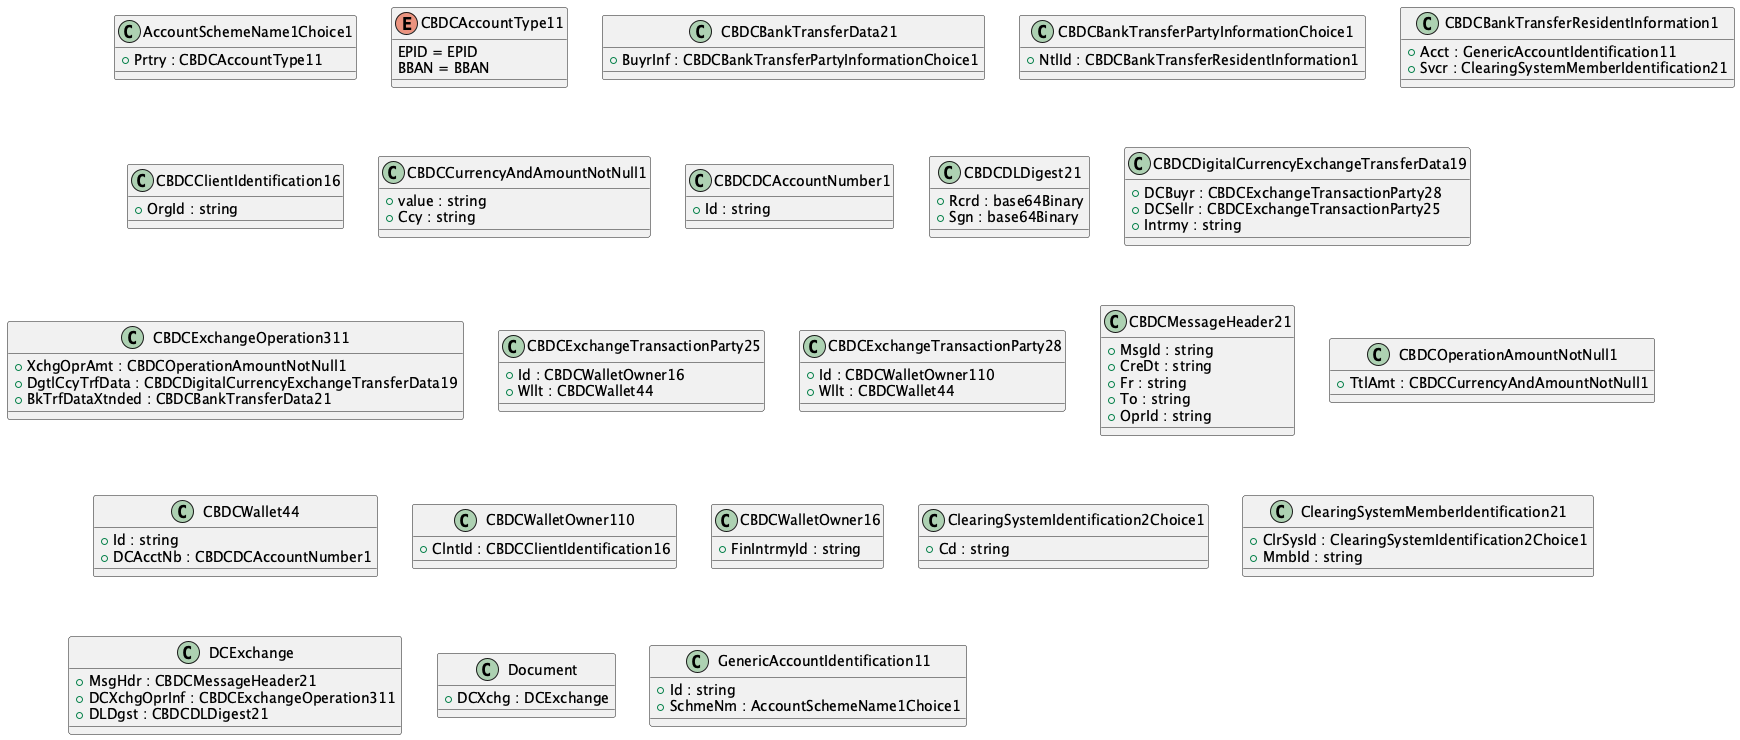 C AccountSchemeName1Choice1
Prtry : CBDCAccountType11
E CBDCAccountType11
EPID = EPID
BBAN = BBAN
C CBDCBankTransferData21
BuyrInf : CBDCBankTransferPartyInformationChoice1
C CBDCBankTransferPartyInformationChoice1
NtlId : CBDCBankTransferResidentInformation1
C CBDCBankTransferResidentInformation1
Acct : GenericAccountIdentification11
Svcr : ClearingSystemMemberIdentification21
C CBDCClientIdentification16
OrgId : string
C CBDCCurrencyAndAmountNotNull1
value : string
Ccy : string
C CBDCDCAccountNumber1
Id : string
C CBDCDLDigest21
Rcrd : base64Binary
Sgn : base64Binary
C CBDCDigitalCurrencyExchangeTransferData19
DCBuyr : CBDCExchangeTransactionParty28
DCSellr : CBDCExchangeTransactionParty25
Intrmy : string
C CBDCExchangeOperation311
XchgOprAmt : CBDCOperationAmountNotNull1
DgtlCcyTrfData : CBDCDigitalCurrencyExchangeTransferData19
BkTrfDataXtnded : CBDCBankTransferData21
C CBDCExchangeTransactionParty25
Id : CBDCWalletOwner16
Wllt : CBDCWallet44
C CBDCExchangeTransactionParty28
Id : CBDCWalletOwner110
Wllt : CBDCWallet44
C CBDCMessageHeader21
MsgId : string
CreDt : string
Fr : string
To : string
OprId : string
C CBDCOperationAmountNotNull1
TtlAmt : CBDCCurrencyAndAmountNotNull1
C CBDCWallet44
Id : string
DCAcctNb : CBDCDCAccountNumber1
C CBDCWalletOwner110
ClntId : CBDCClientIdentification16
C CBDCWalletOwner16
FinIntrmyId : string
C ClearingSystemIdentification2Choice1
Cd : string
C ClearingSystemMemberIdentification21
ClrSysId : ClearingSystemIdentification2Choice1
MmbId : string
C DCExchange
MsgHdr : CBDCMessageHeader21
DCXchgOprInf : CBDCExchangeOperation311
DLDgst : CBDCDLDigest21
C Document
DCXchg : DCExchange
C GenericAccountIdentification11
Id : string
SchmeNm : AccountSchemeName1Choice1